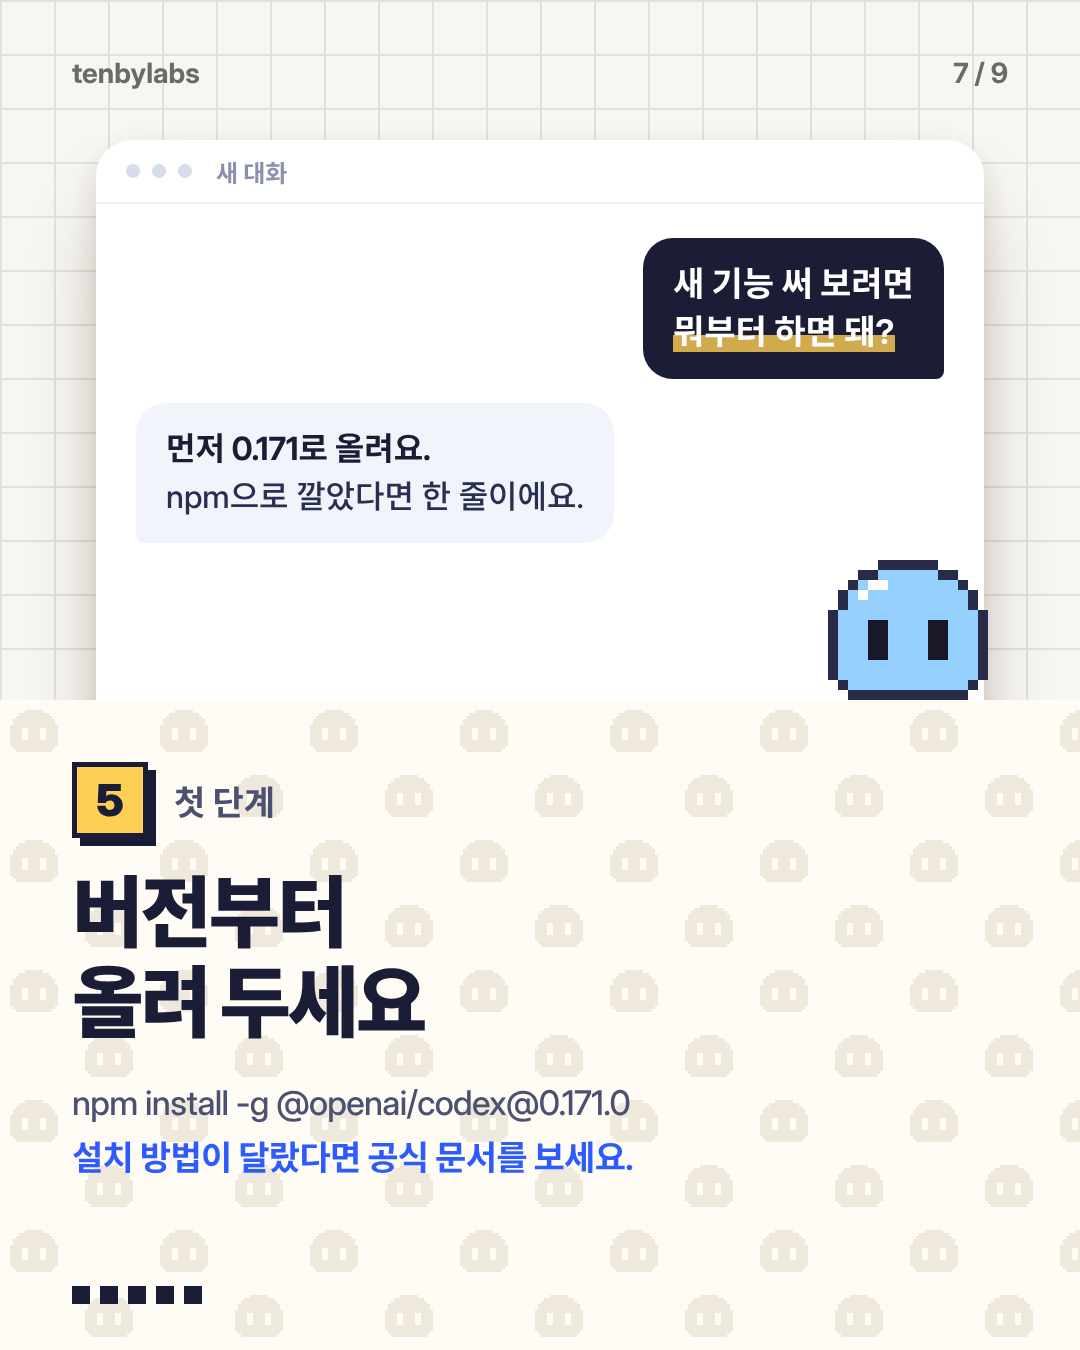 tenbylabs
7 / 9
새 대화
새 기능 써 보려면
뭐부터 하면 돼?
먼저 0.171로 올려요.
npm으로 깔았다면 한 줄이에요.
5
첫 단계
버전부터
올려 두세요
npm install -g @openai/codex@0.171.0
설치 방법이 달랐다면 공식 문서를 보세요.